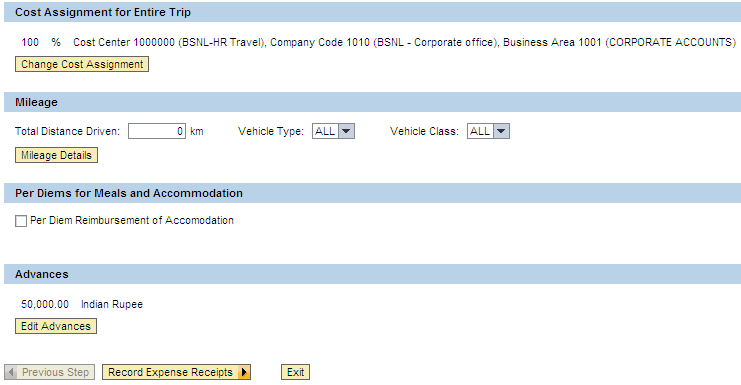 Cost Assignment for Entire Trip
100 % Cost Center 1000000 (BSNL-HR Travel), Company Code 1010 (BSNL - Corporate office), Business Area 1001 (CORPORATE ACCOUNTS)
Change Cost Assignment
Mileage
Total Distance Driven: 0 km Vehicle Type: ALL Vehicle Class: ALL
Mileage Details
Per Diems for Meals and Accommodation
Per Diem Reimbursement of Accomodation
Advances
50,000.00 Indian Rupee
Edit Advances
Previous Step Record Expense Receipts Exit